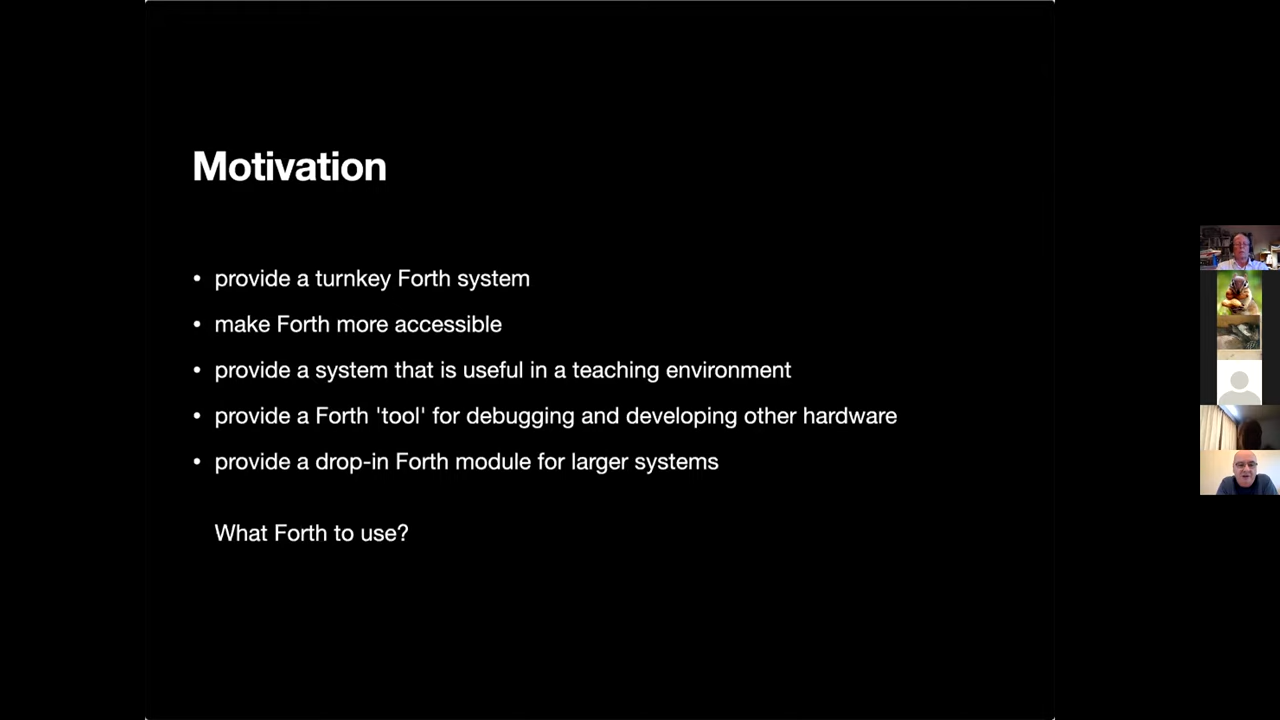 Motivation
• provide a turnkey Forth system
• make Forth more accessible
• provide a system that is useful in a teaching environment
• provide a Forth 'tool' for debugging and developing other hardware
• provide a drop-in Forth module for larger systems
What Forth to use?